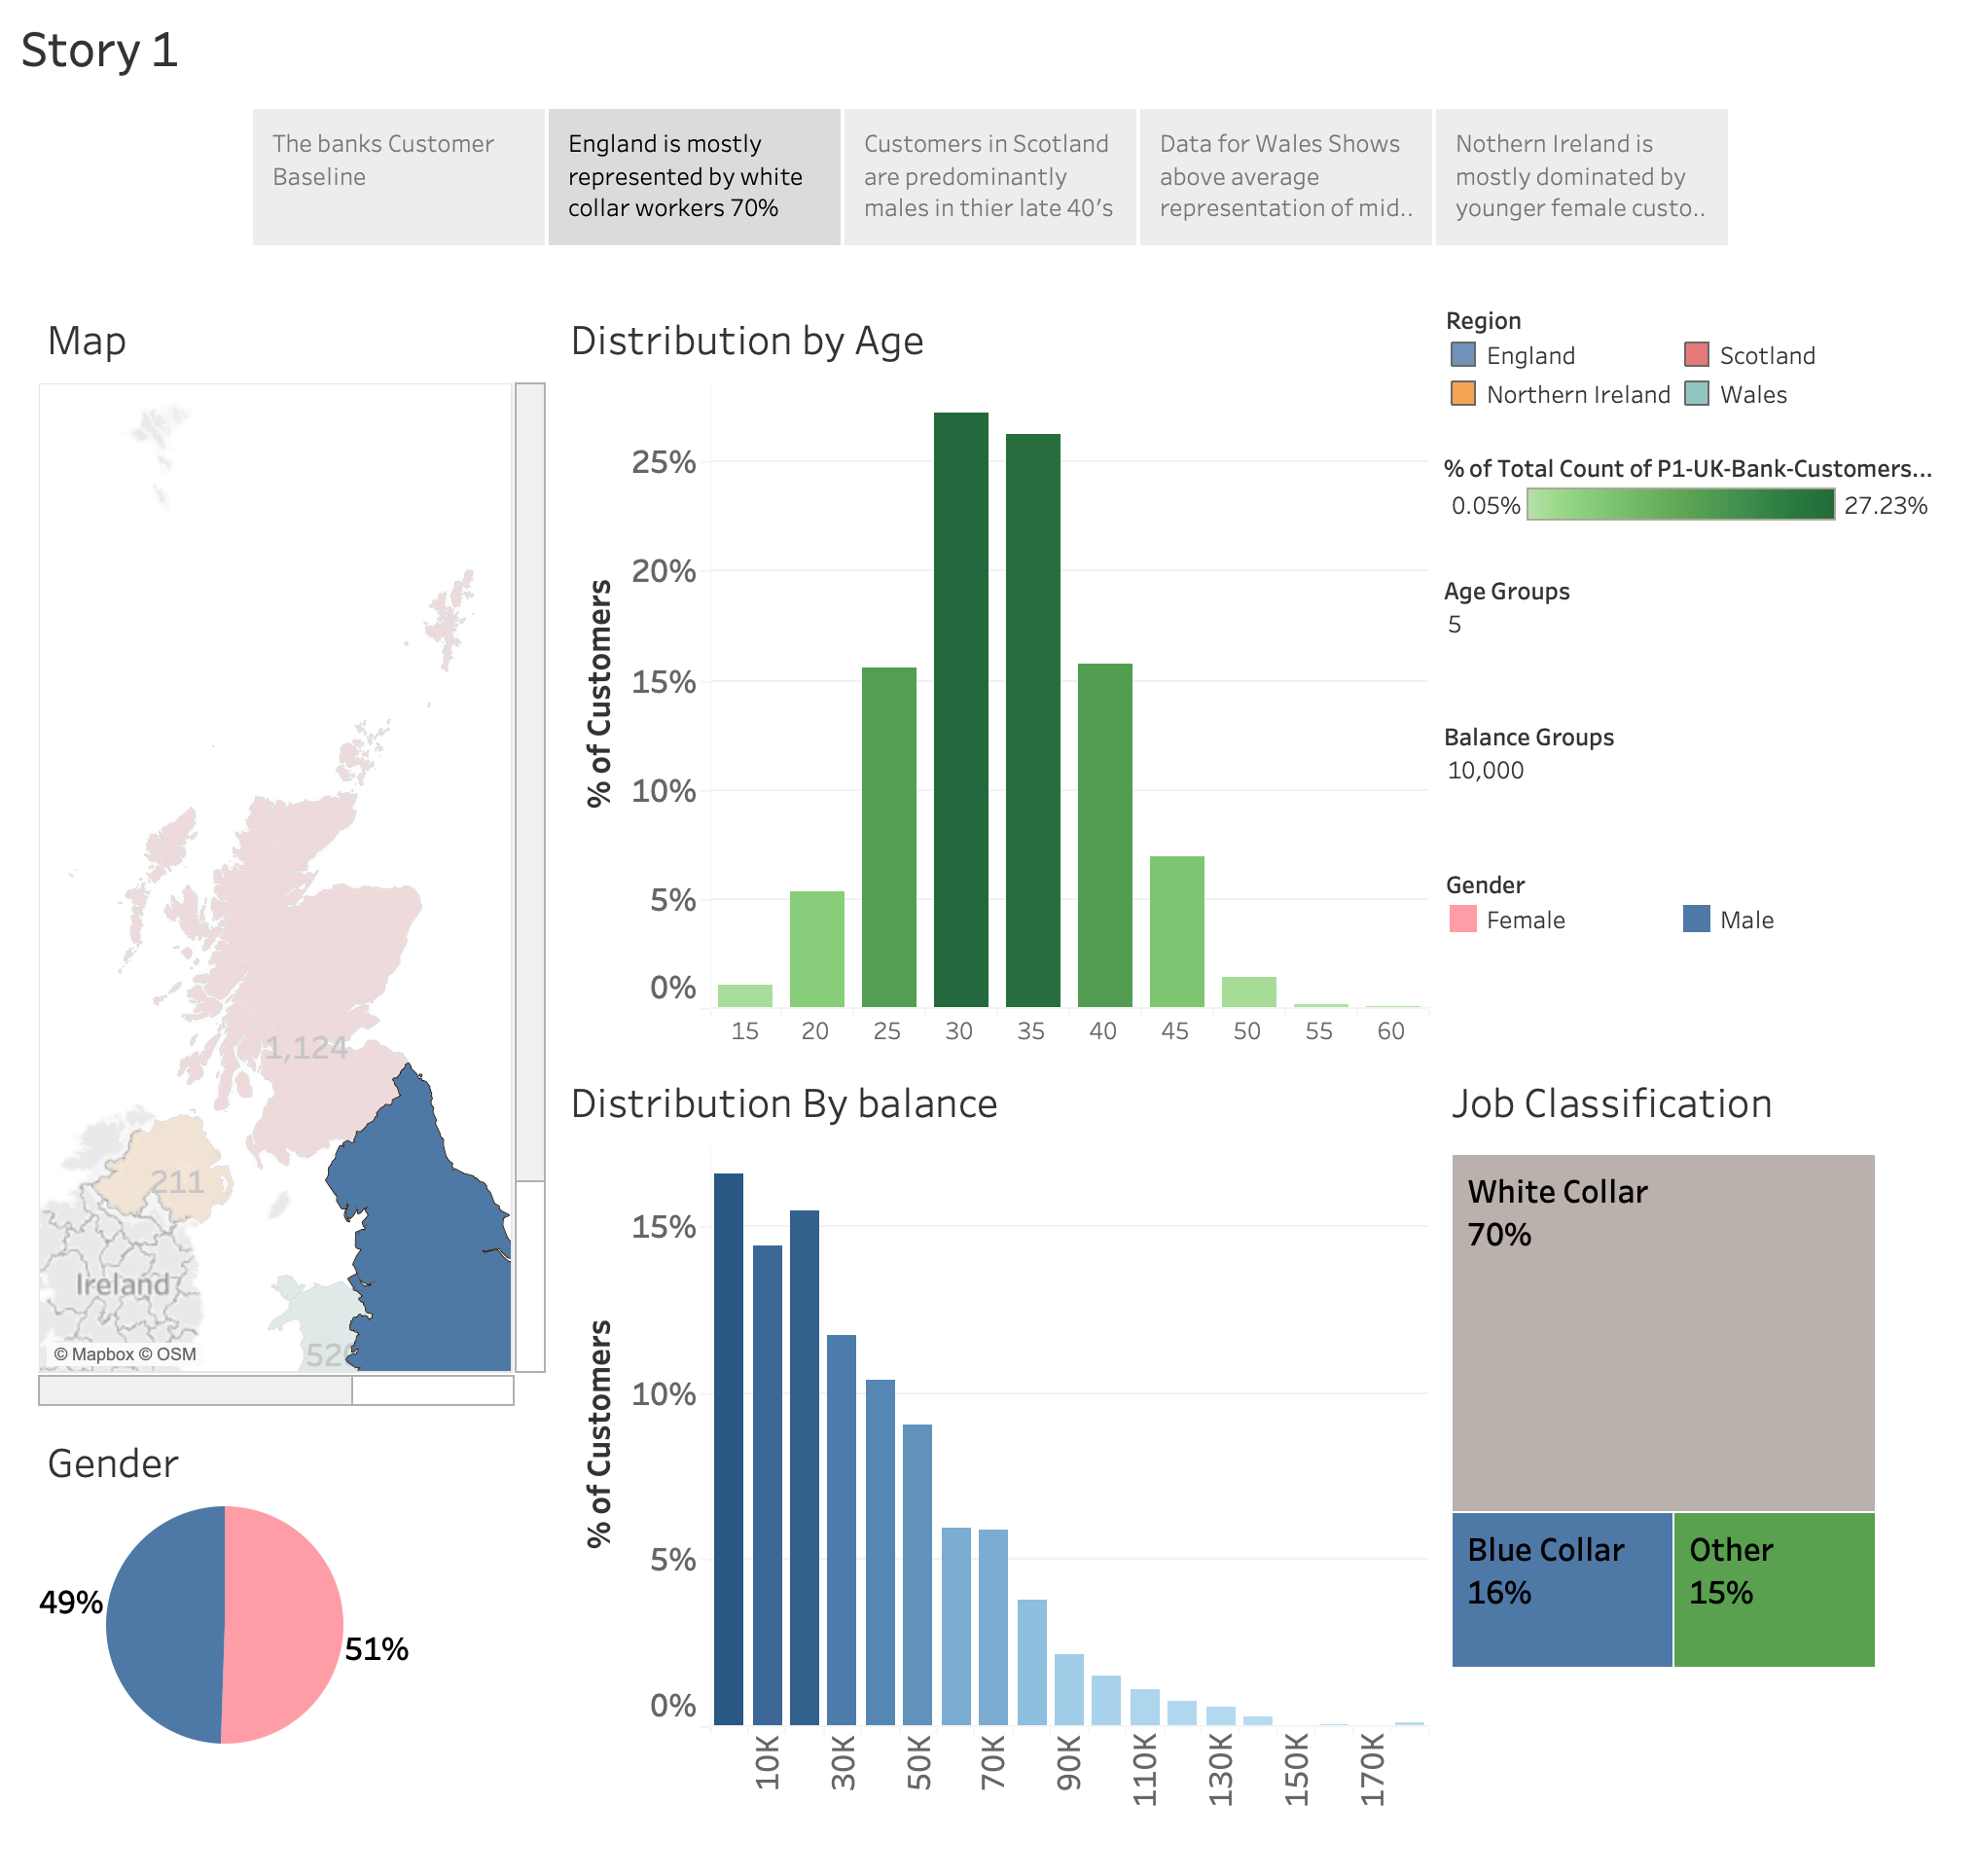 Story 1
The banks Customer
Baseline
England is mostly
represented by white
collar workers 70%
Customers in Scotland
are predominantly
males in thier late 40's
Data for Wales Shows
above average
representation of mid..
Nothern Ireland is
mostly dominated by
younger female custo..
Map
1,124
211
Ireland
© Mapbox © OSM
Distribution by Age
% of Customers
25%
20%
15%
10%
5%
0%
15 20 25 30 35 40 45 50 55 60
Region
England Scotland
Northern Ireland Wales
% of Total Count of P1-UK-Bank-Customers...
0.05% 27.23%
Age Groups
5
Balance Groups
10,000
Gender
Female Male
Gender
49%
51%
Distribution By balance
% of Customers
15%
10%
5%
0%
10K 30K 50K 70K 90K 110K 130K 150K 170K
Job Classification
White Collar
70%
Blue Collar
16%
Other
15%